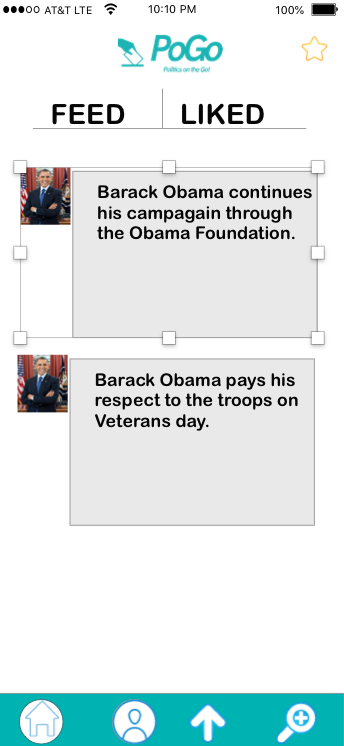 AT&T LTE 10:10 PM 100%
PoGo
Politics on the Go!
FEED LIKED
Barack Obama continues
his campagain through
the Obama Foundation.
Barack Obama pays his
respect to the troops on
Veterans day.